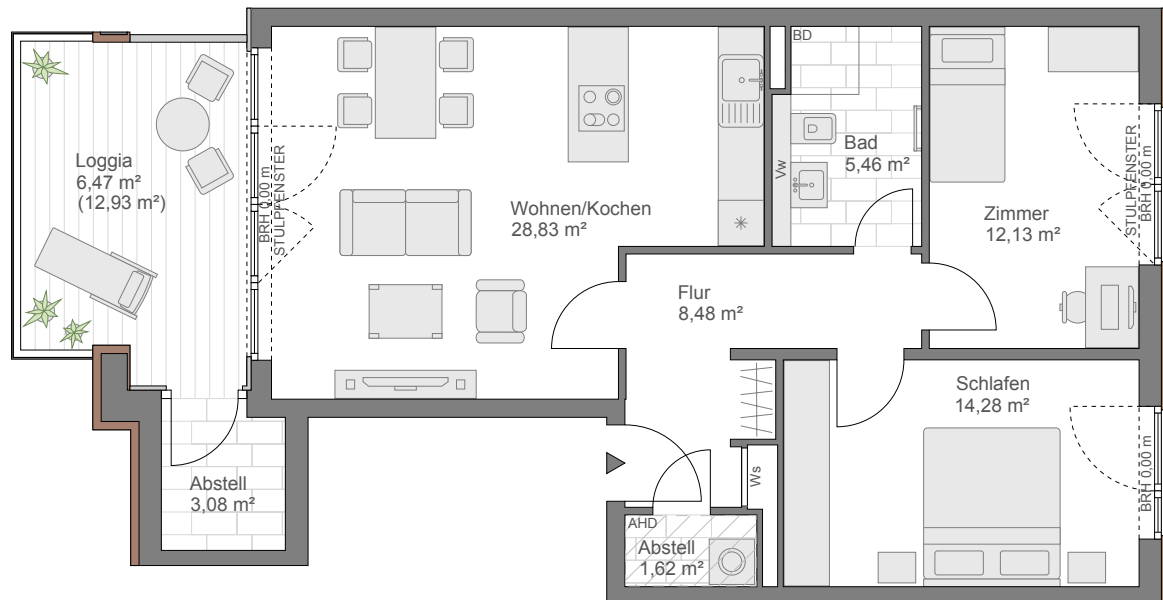 Loggia
6,47 m²
(12,93 m²)
BRH 0,00 m
STULPFENSTER
Wohnen/Kochen
28,83 m²
BD
Vw
Bad
5,46 m²
Zimmer
12,13 m²
STULPFENSTER
BRH 0,00 m
Flur
8,48 m²
Schlafen
14,28 m²
BRH 0,00 m
Abstell
3,08 m²
Ws
AHD
Abstell
1,62 m²